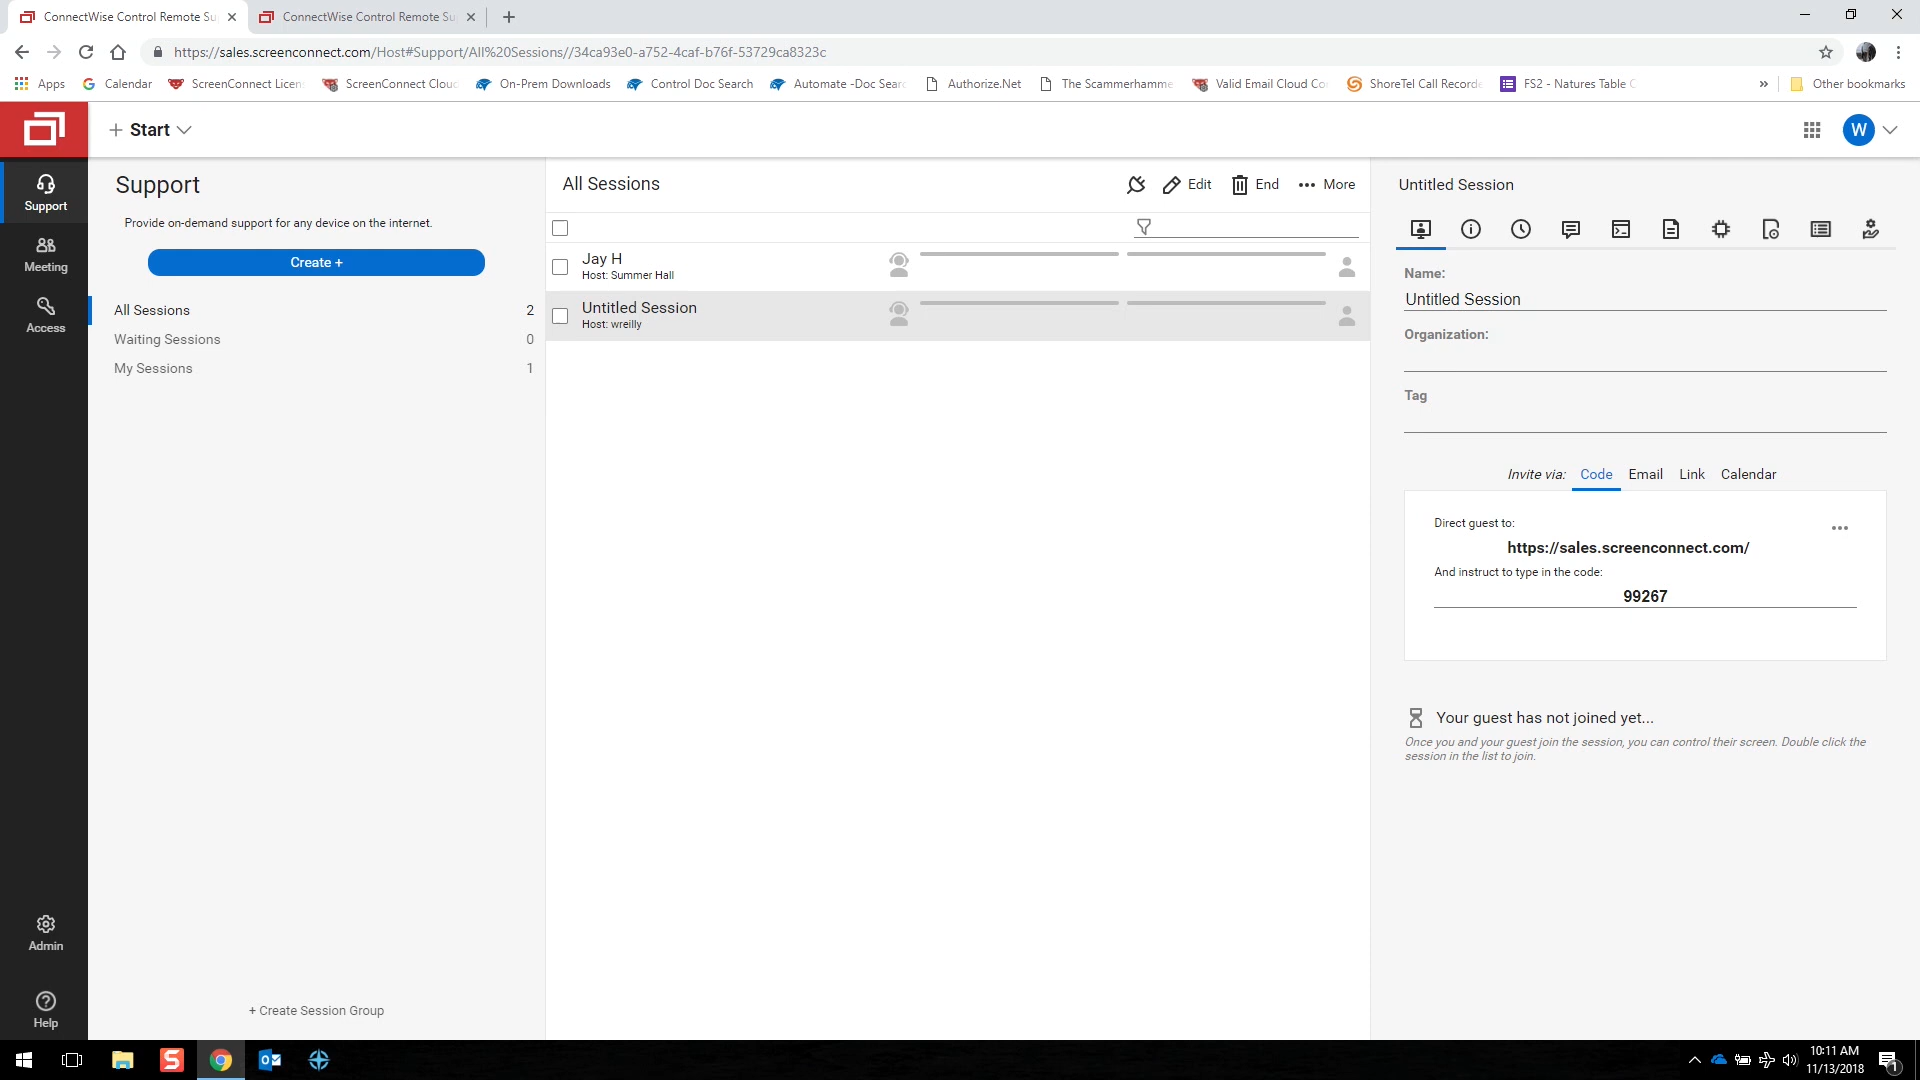 ConnectWise Control Remote Su
ConnectWise Control Remote Su
https://sales.screenconnect.com/Host#Support/All%20Sessions//34ca93e0-a752-4caf-b76f-53729ca8323c
Apps
Calendar
ScreenConnect Licen
ScreenConnect Clou
On-Prem Downloads
Control Doc Search
Automate -Doc Sear
Authorize.Net
The Scammerhamme
Valid Email Cloud Co
ShoreTel Call Record
FS2 - Natures Table C
»
Other bookmarks
+ Start
W
Support
Meeting
Access
Admin
Help
Support
Provide on-demand support for any device on the internet.
Create +
All Sessions 2
Waiting Sessions 0
My Sessions 1
+ Create Session Group
All Sessions
Edit
End
More
Jay H
Host: Summer Hall
Untitled Session
Host: wreilly
Untitled Session
Name:
Untitled Session
Organization:
Tag
Invite via: Code Email Link Calendar
Direct guest to:
https://sales.screenconnect.com/
And instruct to type in the code:
99267
Your guest has not joined yet...
Once you and your guest join the session, you can control their screen. Double click the
session in the list to join.
10:11 AM
11/13/2018
1